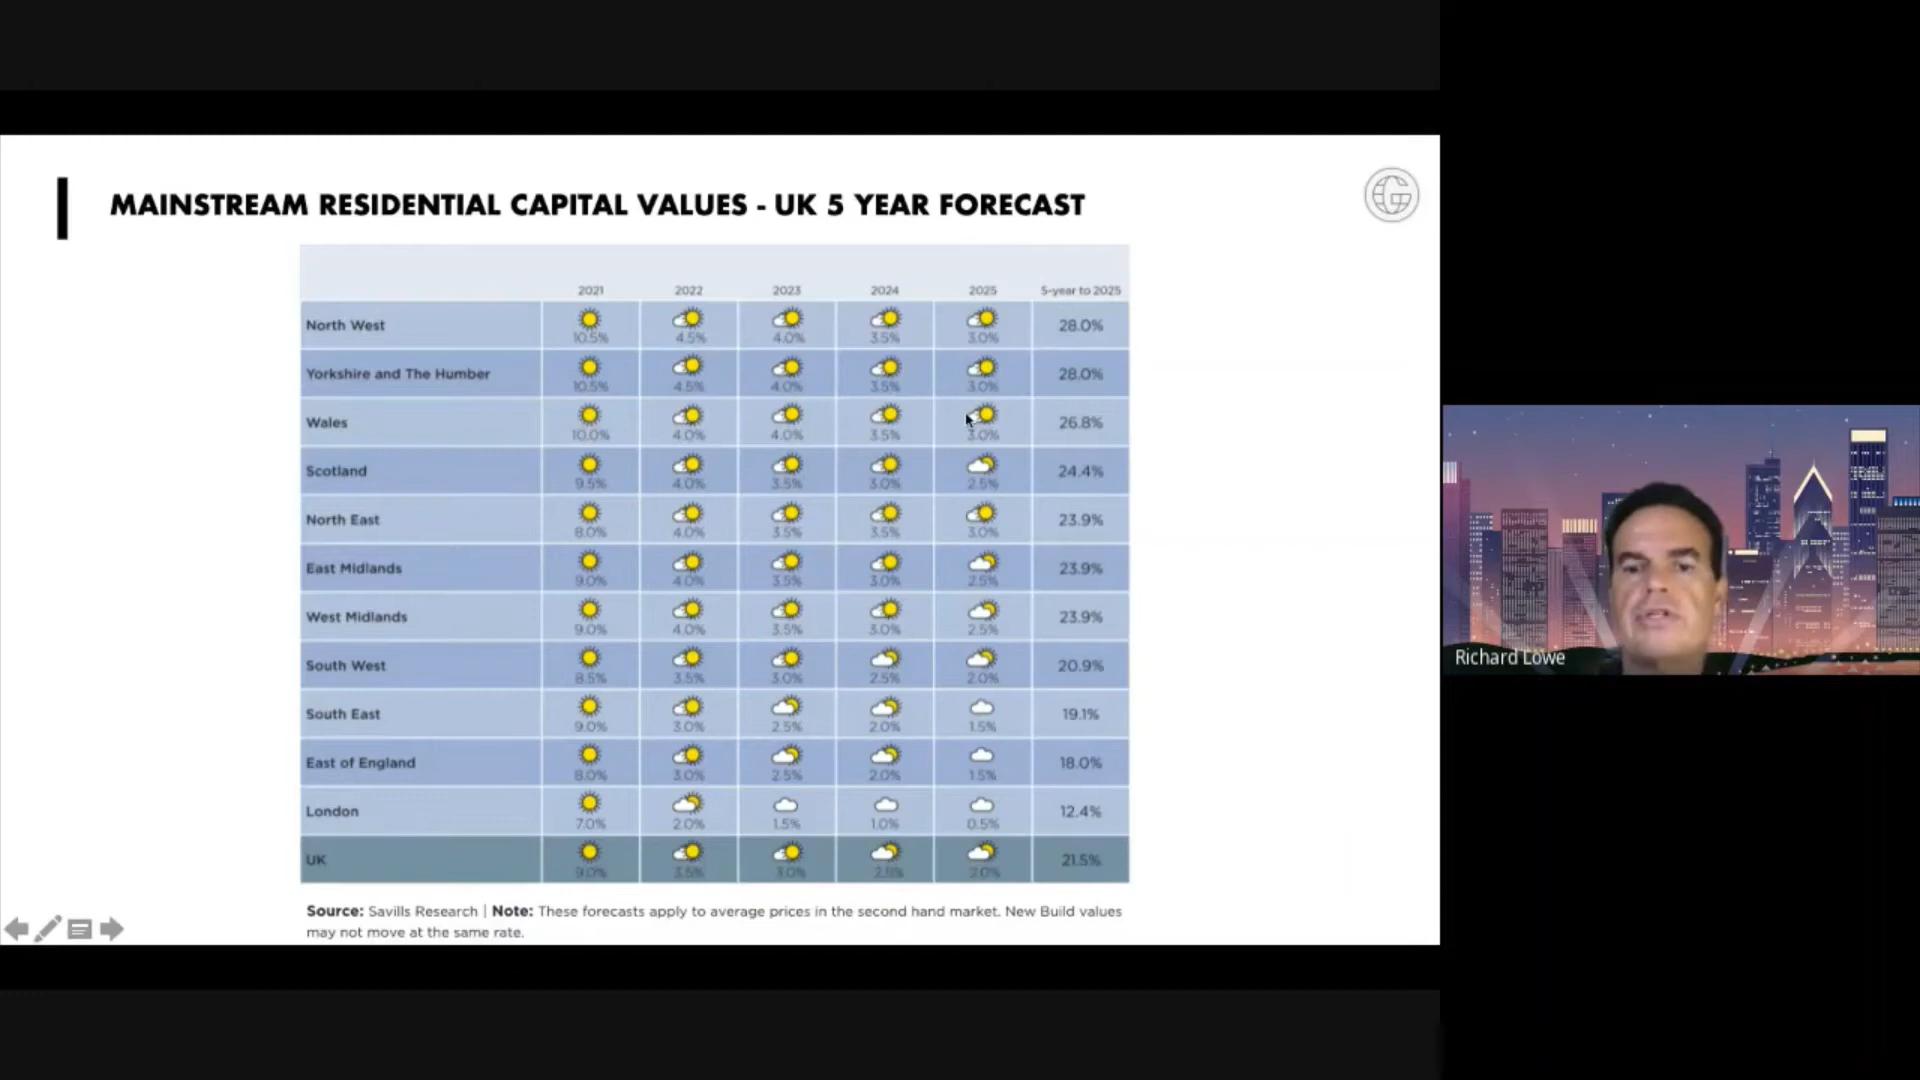 MAINSTREAM RESIDENTIAL CAPITAL VALUES - UK 5 YEAR FORECAST
2021 2022 2023 2024 2025 5-year to 2025
North West 10.5% 4.5% 4.0% 3.5% 3.0% 28.0%
Yorkshire and The Humber 10.5% 4.5% 4.0% 3.5% 3.0% 28.0%
Wales 10.0% 4.0% 4.0% 3.5% 3.0% 26.8%
Scotland 9.5% 4.0% 3.5% 3.0% 2.5% 24.4%
North East 8.0% 4.0% 3.5% 3.5% 3.0% 23.9%
East Midlands 9.0% 4.0% 3.5% 3.0% 2.5% 23.9%
West Midlands 9.0% 4.0% 3.5% 3.0% 2.5% 23.9%
South West 8.5% 3.5% 3.0% 2.5% 2.0% 20.9%
South East 9.0% 3.0% 2.5% 2.0% 1.5% 19.1%
East of England 8.0% 3.0% 2.5% 2.0% 1.5% 18.0%
London 7.0% 2.0% 1.5% 1.0% 0.5% 12.4%
UK 9.0% 3.5% 3.0% 2.0% 21.5%
Source: Savills Research | Note: These forecasts apply to average prices in the second hand market. New Build values
may not move at the same rate.
Richard Lowe